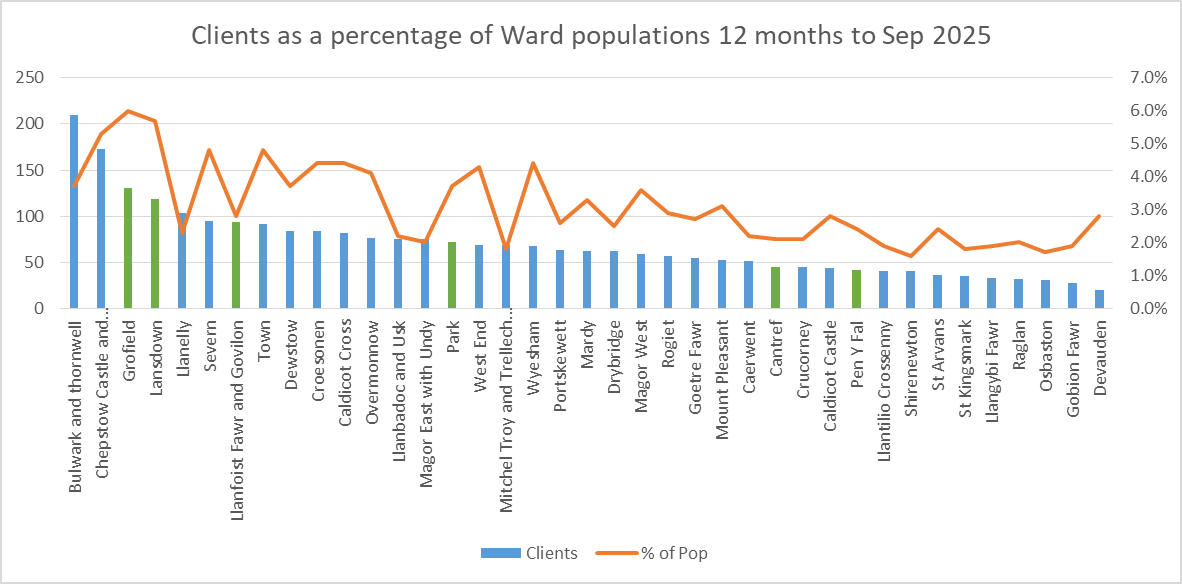 Clients as a percentage of Ward populations 12 months to Sep 2025
250
200
150
100
50
0
7.0%
6.0%
5.0%
4.0%
3.0%
2.0%
1.0%
0.0%
Bulwark and thornwell
Chepstow Castle and...
Grofield
Lansdown
Llanelly
Severn
Llanfoist Fawr and Govilon
Town
Dewstow
Croesonen
Caldicot Cross
Overmonnow
Llanbadoc and Usk
Magor East with Undy
Park
West End
Mitchel Troy and Trellech...
Wyesham
Portskewett
Mardy
Drybridge
Magor West
Rogiet
Goetre Fawr
Mount Pleasant
Caerwent
Cantref
Crucorney
Caldicot Castle
Pen Y Fal
Llantilio Crossenny
Shirenewton
St Arvans
St Kingsmark
Llangybi Fawr
Raglan
Osbaston
Gobion Fawr
Devauden
Clients
% of Pop